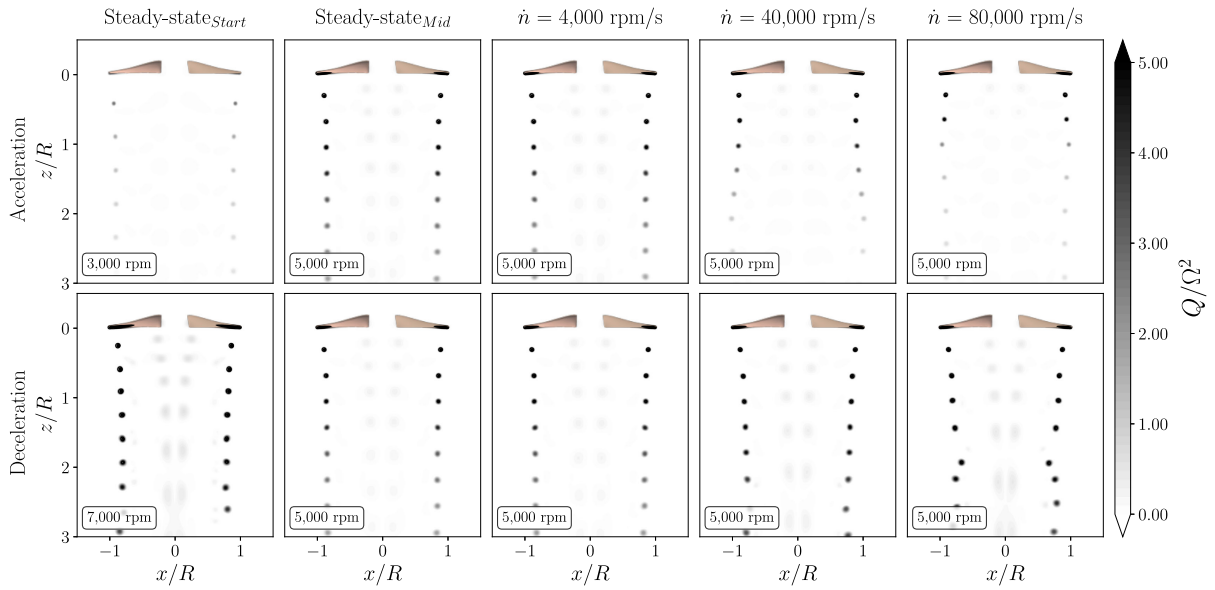 Steady-state_Start Steady-state_Mid ṅ = 4,000 rpm/s ṅ = 40,000 rpm/s ṅ = 80,000 rpm/s
Acceleration
z/R
0
1
2
3
3,000 rpm 5,000 rpm 5,000 rpm 5,000 rpm 5,000 rpm
Deceleration
z/R
0
1
2
3
7,000 rpm 5,000 rpm 5,000 rpm 5,000 rpm 5,000 rpm
−1 0 1 −1 0 1 −1 0 1 −1 0 1 −1 0 1
x/R x/R x/R x/R x/R
5.00
4.00
3.00
2.00
1.00
0.00
Q/Ω²